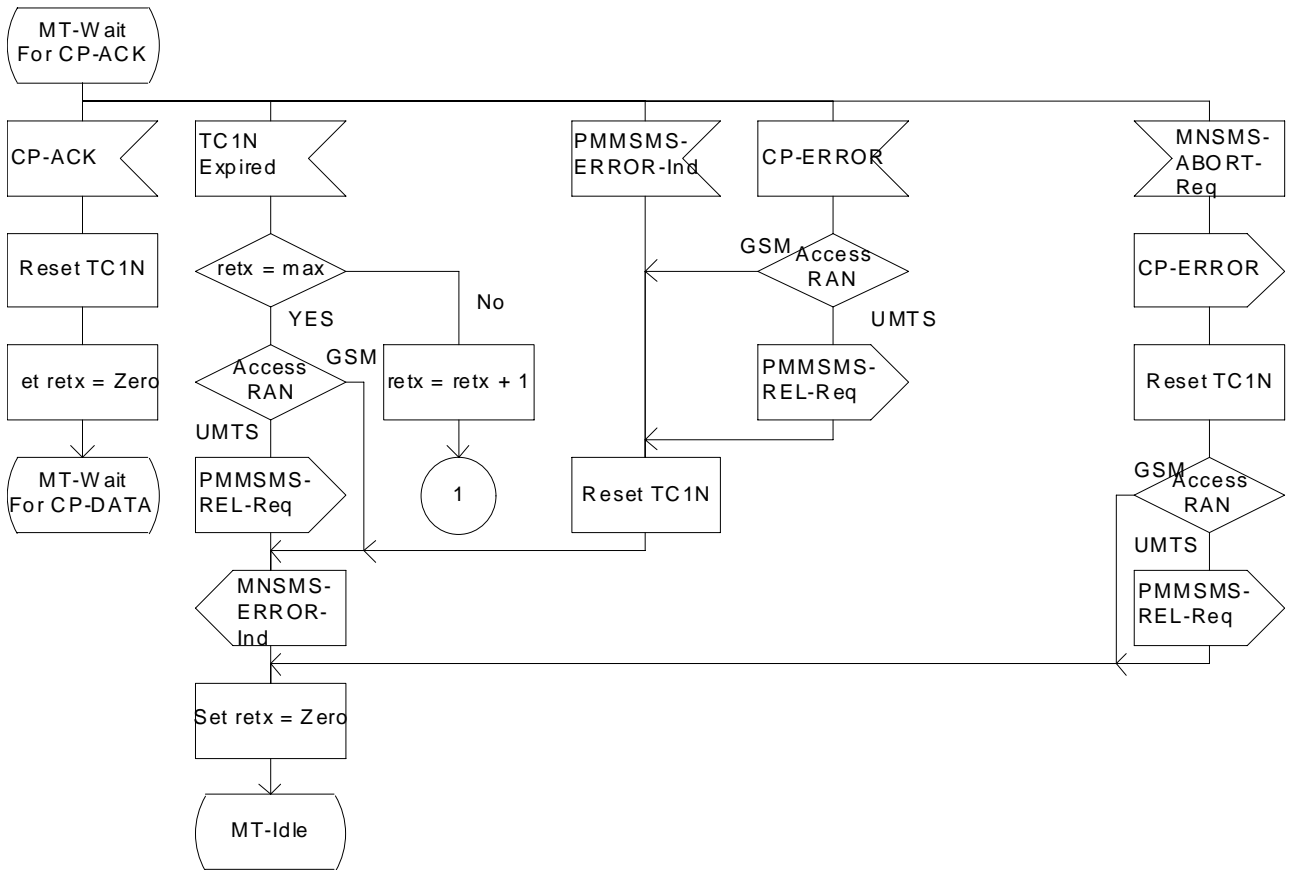 MT-Wait
For CP-ACK
CP-ACK
TC1N
Expired
PMMSMS-
ERROR-Ind
CP-ERROR
MNSMS-
ABORT-
Req
Reset TC1N
retx = max
GSM
Access
RAN
CP-ERROR
No
YES
UMTS
et retx = Zero
Access
RAN
GSM
retx = retx + 1
PMMSMS-
REL-Req
Reset TC1N
UMTS
MT-Wait
For CP-DATA
PMMSMS-
REL-Req
1
Reset TC1N
GSM
Access
RAN
UMTS
MNSMS-
ERROR-
Ind
PMMSMS-
REL-Req
Set retx = Zero
MT-Idle